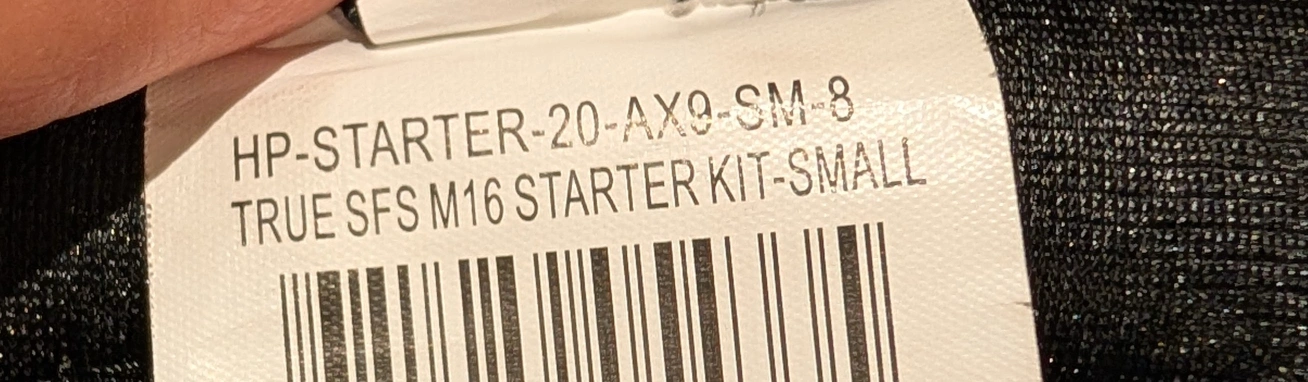 HP-STARTER-20-AX9-SM-8
TRUE SFS M16 STARTER KIT-SMALL